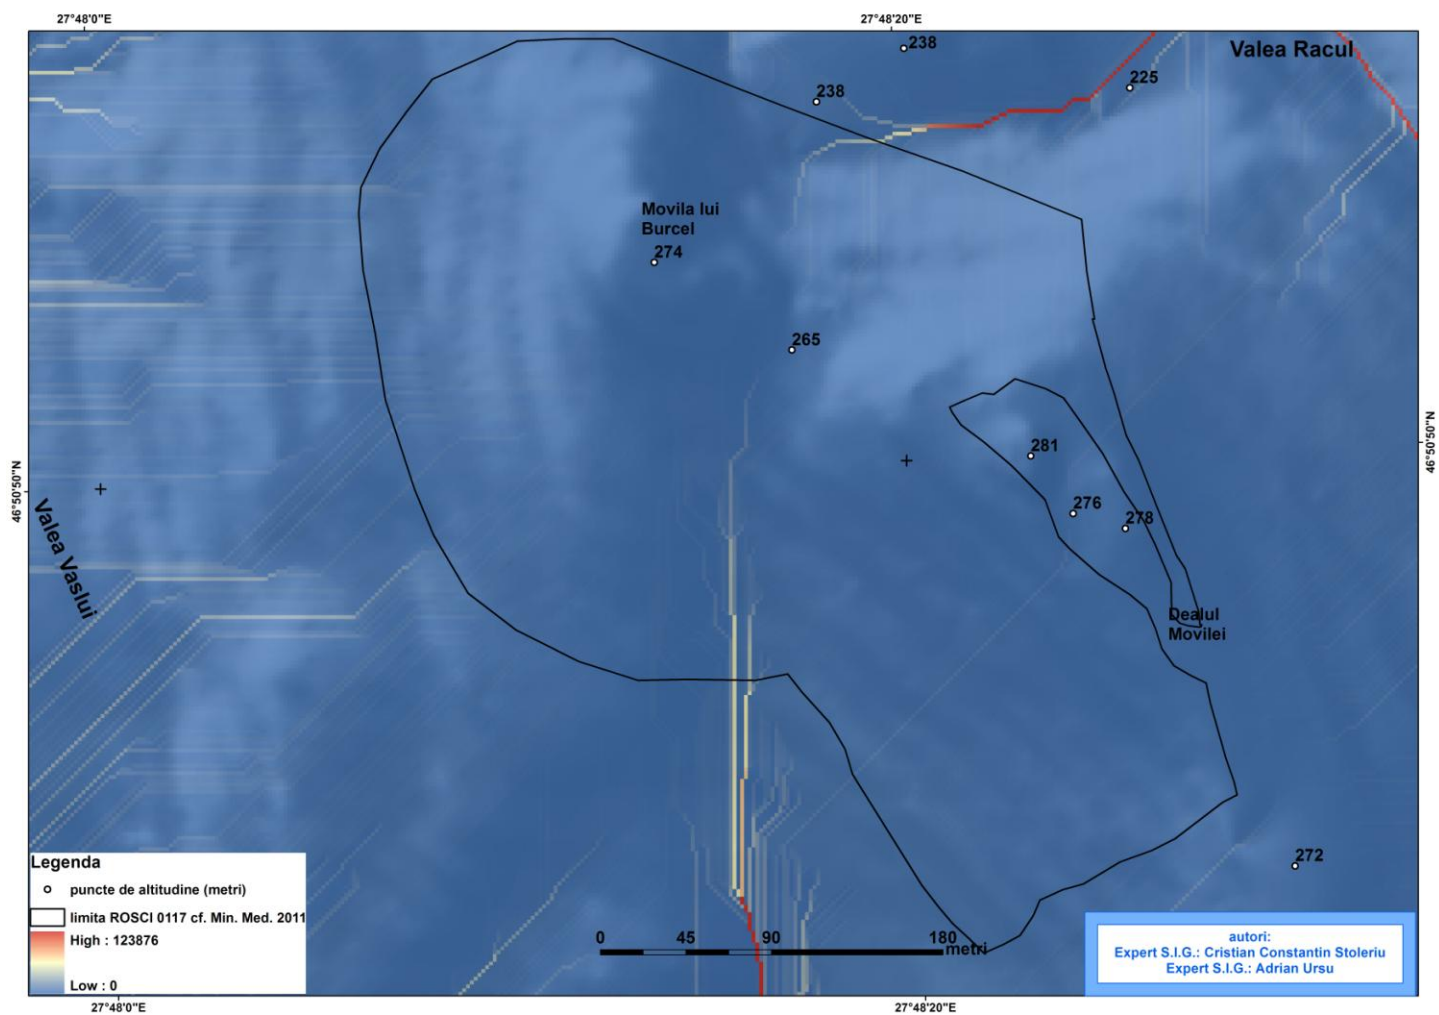 27°48'0"E
27°48'20"E
238
Valea Racul
238
225
Movila lui
Burcel
274
265
46°50'50"N
281
46°50'50"N
276
278
Valea Vaslui
Dealul
Movilei
272
Legenda
puncte de altitudine (metri)
limita ROSCI 0117 cf. Min. Med. 2011
High : 123876
Low : 0
0 45 90 180
metri
autori:
Expert S.I.G.: Cristian Constantin Stoleriu
Expert S.I.G.: Adrian Ursu
27°48'0"E
27°48'20"E